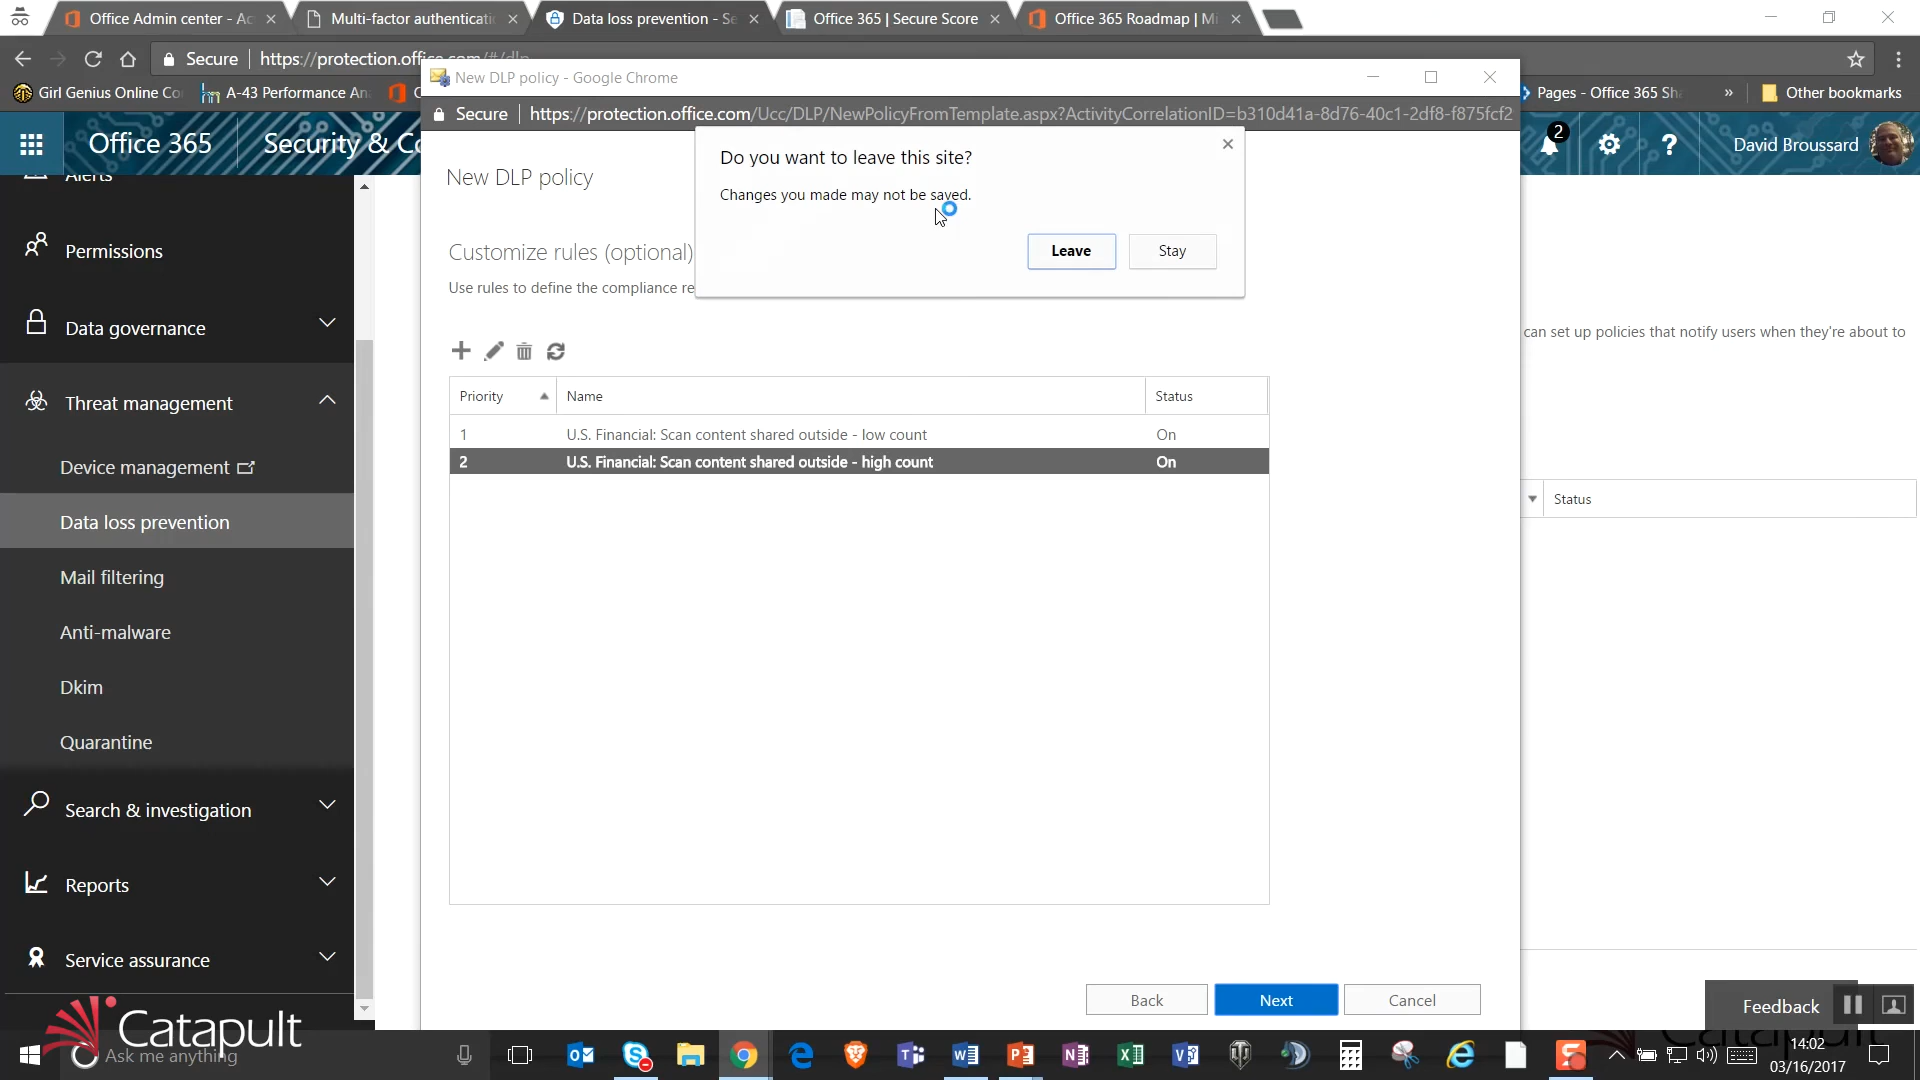 Office Admin center - Ac
Multi-factor authenticati
Data loss prevention - Se
Office 365 | Secure Score
Office 365 Roadmap | Mi
Secure
https://protection.office.com/#/dlp
New DLP policy - Google Chrome
Girl Genius Online Co
A-43 Performance An
Pages - Office 365 Sha
»
Other bookmarks
Secure
https://protection.office.com/Ucc/DLP/NewPolicyFromTemplate.aspx?ActivityCorrelationID=b310d41a-8d76-40c1-2df8-f875fcf2
Office 365
Security & Co
2
?
David Broussard
Do you want to leave this site?
Changes you made may not be saved.
Leave
Stay
New DLP policy
Customize rules (optional)
Use rules to define the compliance re
Alerts
Permissions
Data governance
Threat management
Device management
Data loss prevention
Mail filtering
Anti-malware
Dkim
Quarantine
Search & investigation
Reports
Service assurance
can set up policies that notify users when they're about to
Priority
Name
Status
1
U.S. Financial: Scan content shared outside - low count
On
2
U.S. Financial: Scan content shared outside - high count
On
Status
Back
Next
Cancel
Feedback
Catapult
Catapult
Ask me anything
14:02
03/16/2017